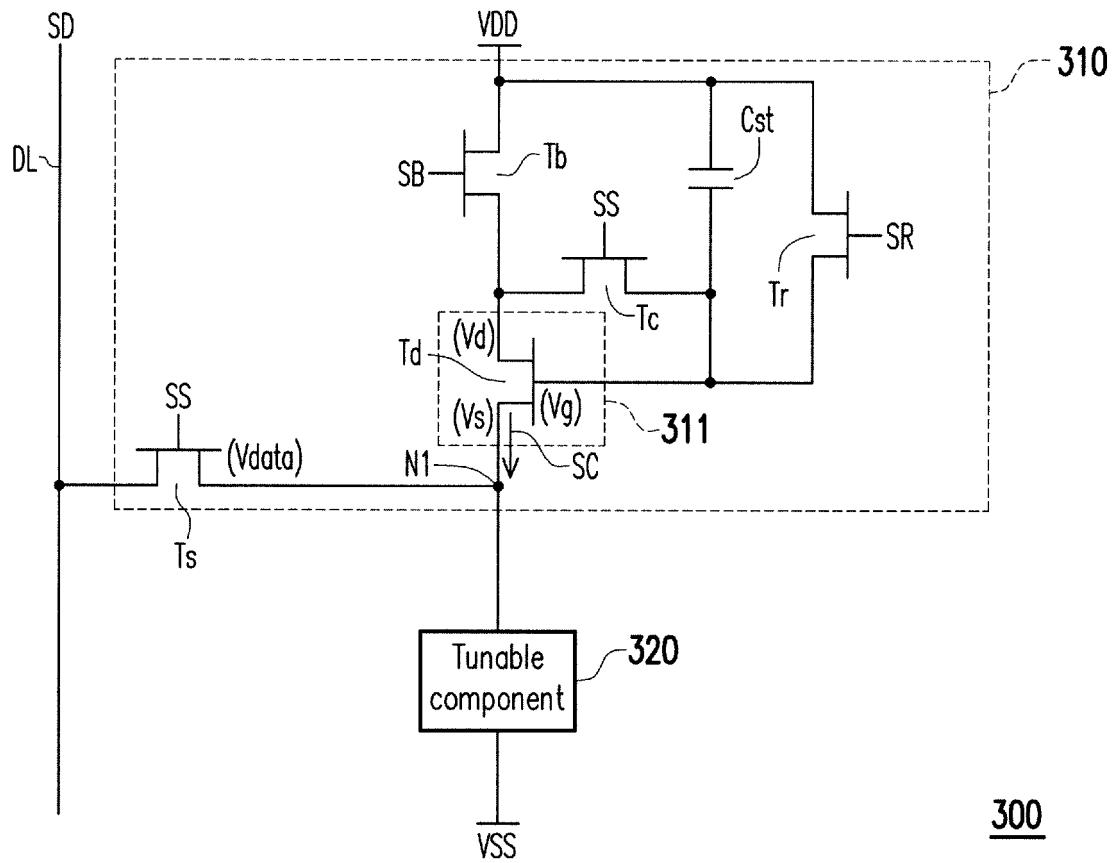 SD
VDD
310
DL
Cst
SB
Tb
SS
SR
Tr
Tc
(Vd)
Td
(Vs)
(Vg)
311
SS
(Vdata)
N1
SC
Ts
320
Tunable
component
300
VSS